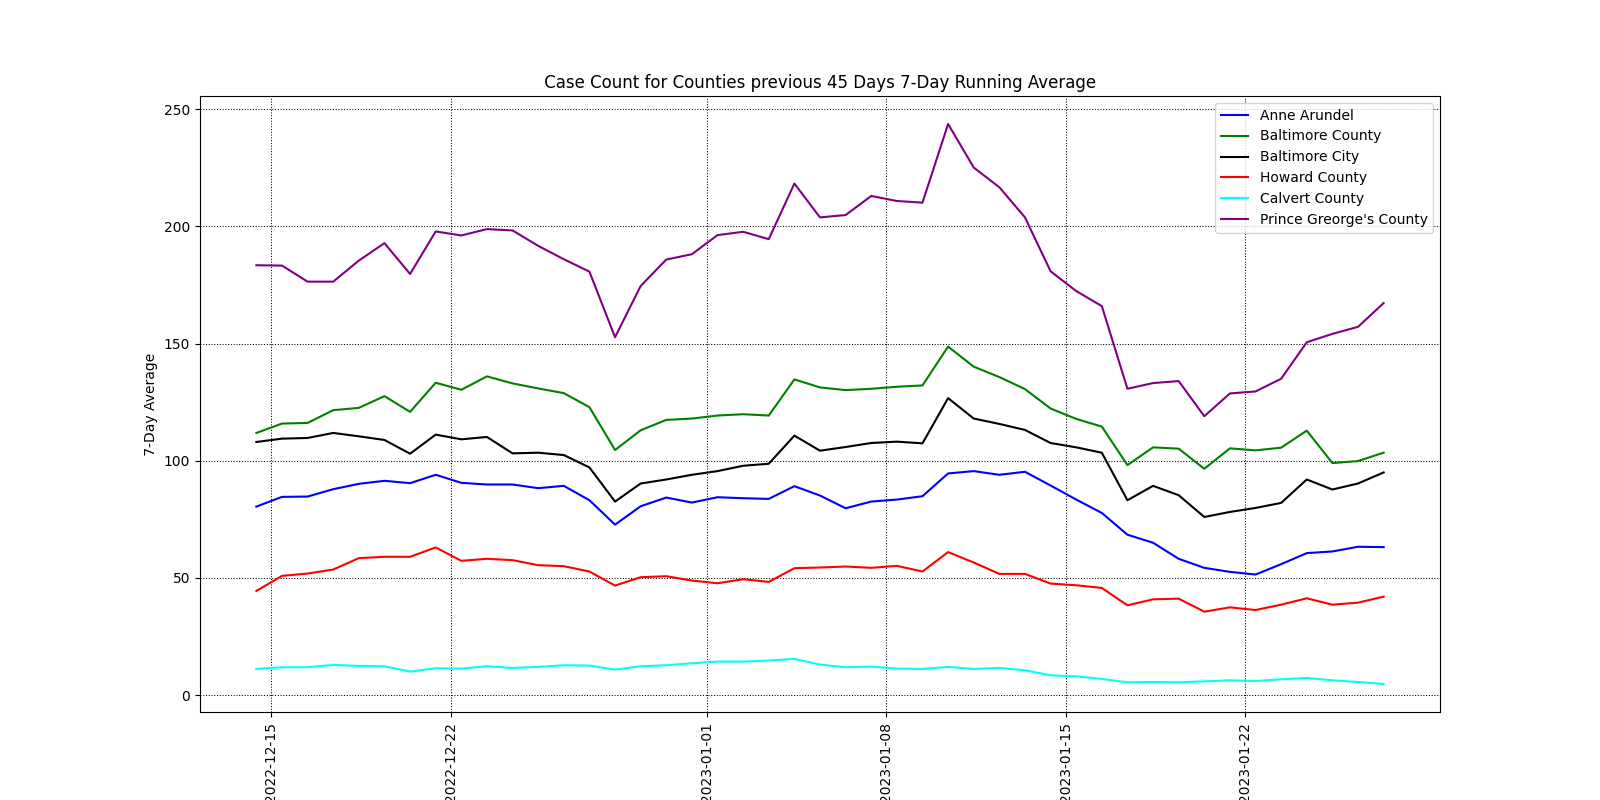 Case Count for Counties previous 45 Days 7-Day Running Average
7-Day Average
250
200
150
100
50
0
Anne Arundel
Baltimore County
Baltimore City
Howard County
Calvert County
Prince Greorge's County
2022-12-15
2022-12-22
2023-01-01
2023-01-08
2023-01-15
2023-01-22